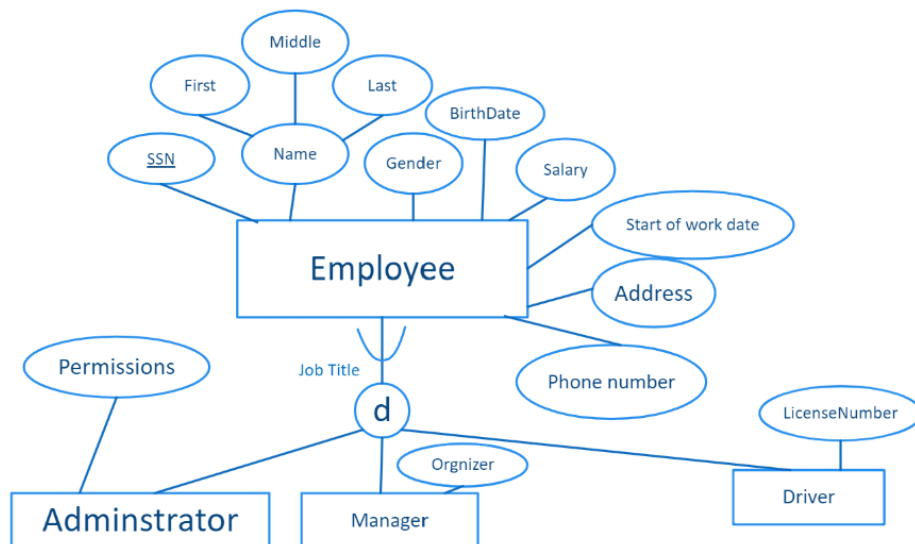 Middle
First
Last
BirthDate
SSN
Name
Gender
Salary
Start of work date
Employee
Address
Permissions
Job Title
Phone number
d
LicenseNumber
Orgnizer
Adminstrator
Manager
Driver